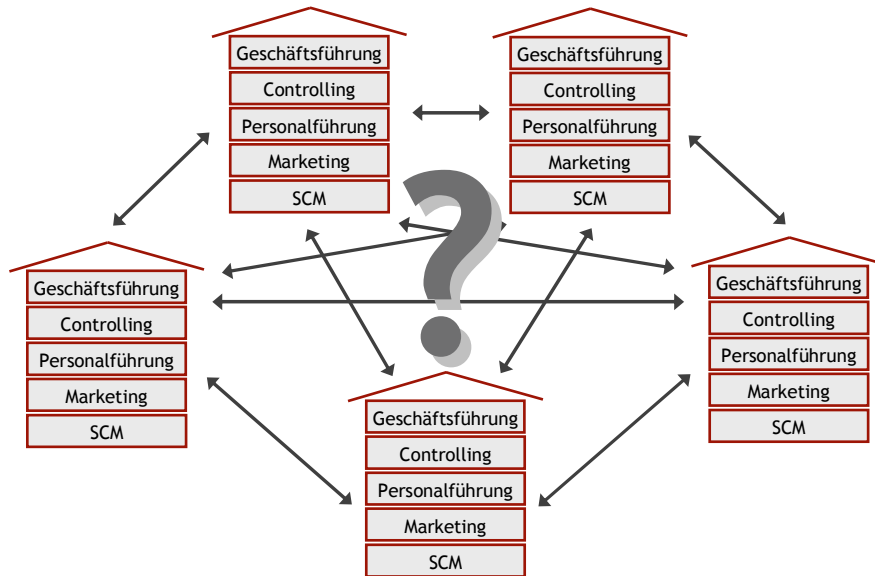 Geschäftsführung
Controlling
Personalführung
Marketing
SCM
Geschäftsführung
Controlling
Personalführung
Marketing
SCM
?
Geschäftsführung
Controlling
Personalführung
Marketing
SCM
Geschäftsführung
Controlling
Personalführung
Marketing
SCM
Geschäftsführung
Controlling
Personalführung
Marketing
SCM